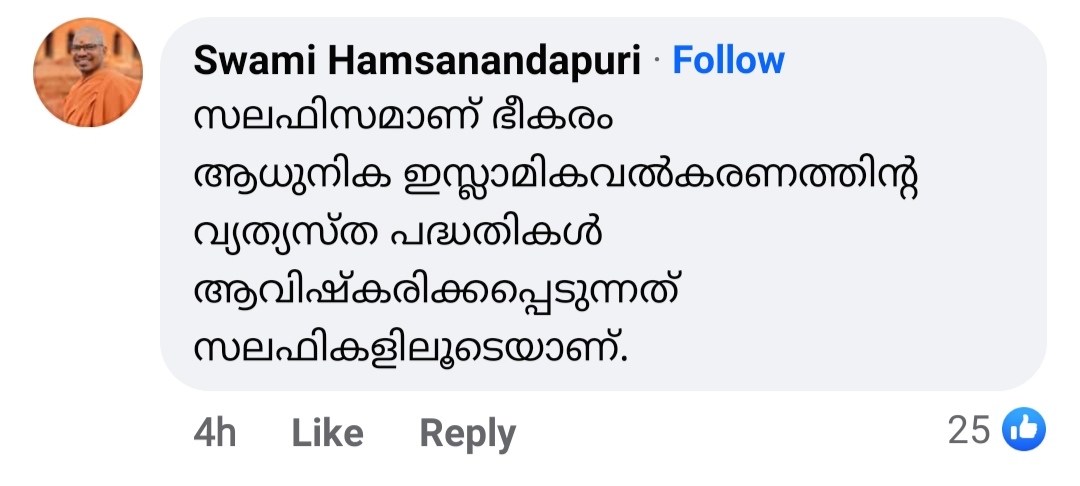 Swami Hamsanandapuri · Follow
സലഫിസമാണ് ഭീകരം
ആധുനിക ഇസ്ലാമികവൽകരണത്തിന്റ
വ്യത്യസ്ത പദ്ധതികൾ
ആവിഷ്കരിക്കപ്പെടുന്നത്
സലഫികളിലൂടെയാണ്.
4h Like Reply 25